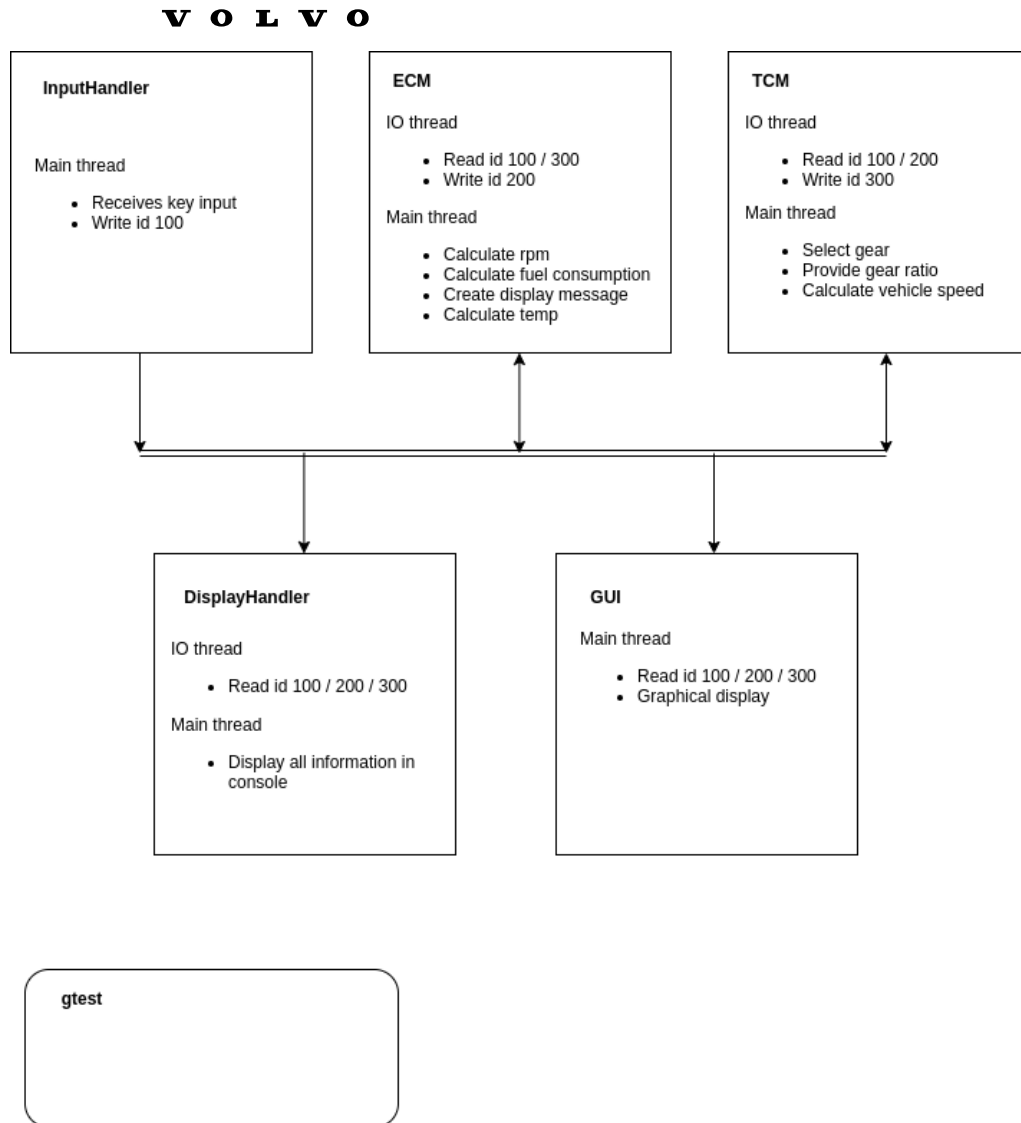 V O L V O
InputHandler
Main thread
Receives key input
Write id 100
ECM
IO thread
Read id 100 / 300
Write id 200
Main thread
Calculate rpm
Calculate fuel consumption
Create display message
Calculate temp
TCM
IO thread
Read id 100 / 200
Write id 300
Main thread
Select gear
Provide gear ratio
Calculate vehicle speed
DisplayHandler
IO thread
Read id 100 / 200 / 300
Main thread
Display all information in
console
GUI
Main thread
Read id 100 / 200 / 300
Graphical display
gtest